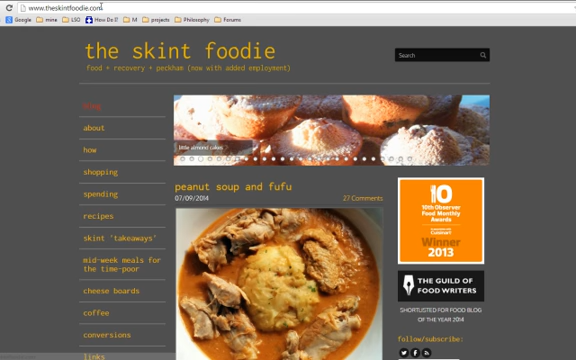 www.theskintfoodie.com
Google mine LSO How Do I? M projects Philosophy Forums
the skint foodie
food + recovery + peckham (now with added employment)
Search
blog
about
how
shopping
spending
recipes
skint 'takeaways'
mid-week meals for
the time-poor
cheese boards
coffee
conversions
links
little almond cakes
peanut soup and fufu
07/09/2014
27 Comments
10
10th Observer
Food Monthly
Awards
Winner
2013
THE GUILD OF
FOOD WRITERS
SHORTLISTED FOR FOOD BLOG
OF THE YEAR 2014
follow/subscribe: